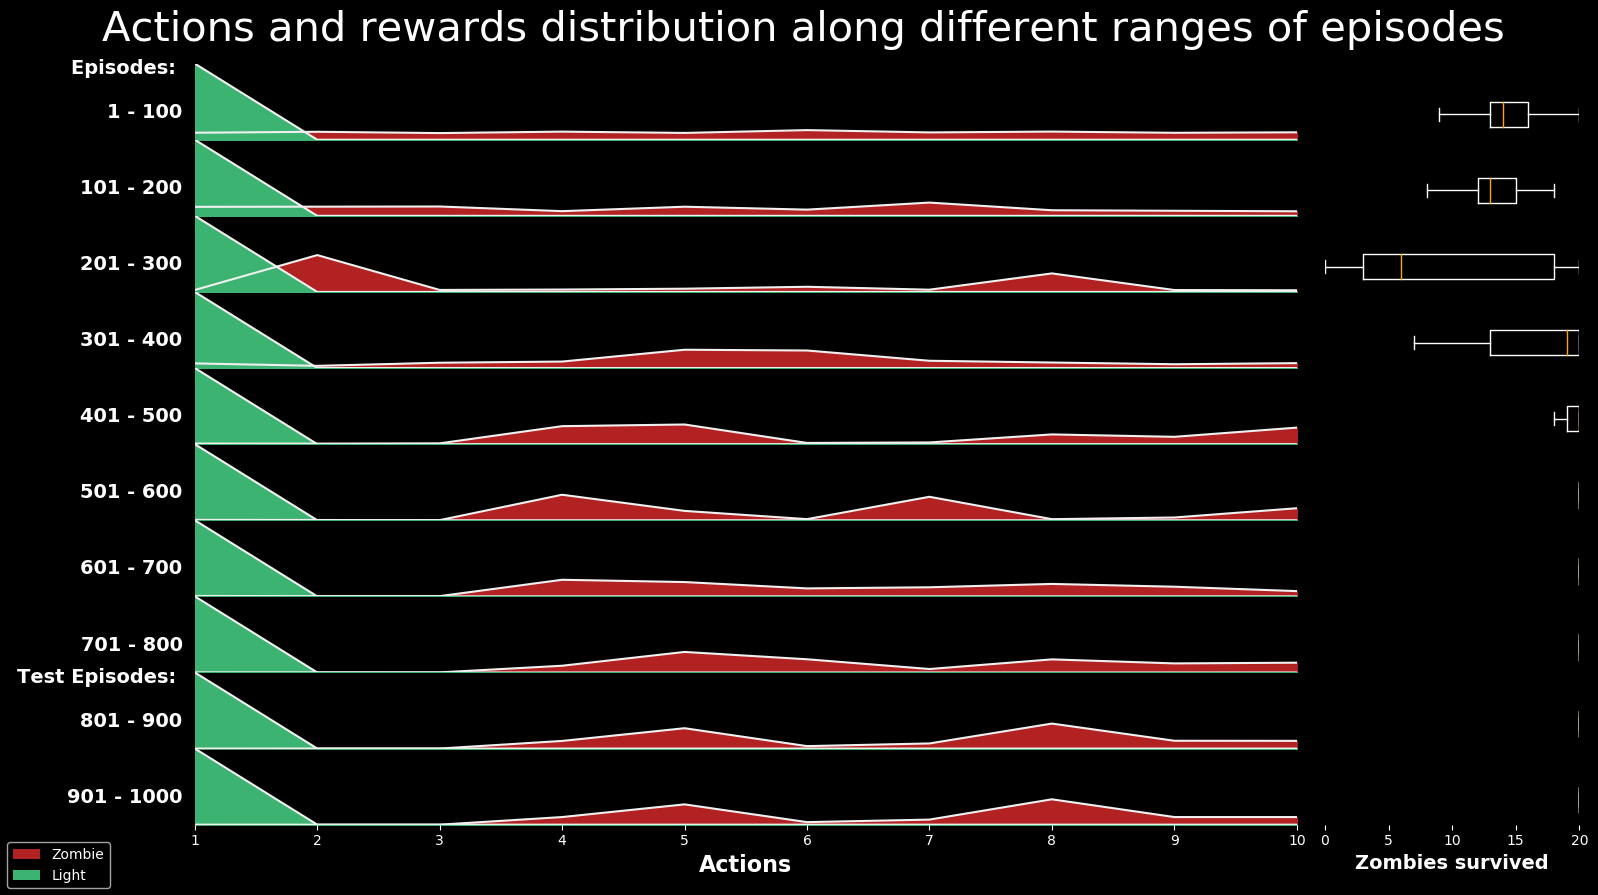 Actions and rewards distribution along different ranges of episodes
Episodes:
1 - 100
101 - 200
201 - 300
301 - 400
401 - 500
501 - 600
601 - 700
701 - 800
Test Episodes:
801 - 900
901 - 1000
1 2 3 4 5 6 7 8 9 10
Actions
0 5 10 15 20
Zombies survived
Zombie
Light